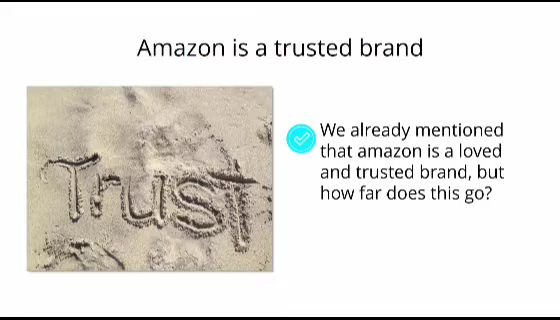 Amazon is a trusted brand
Trust
We already mentioned
that amazon is a loved
and trusted brand, but
how far does this go?